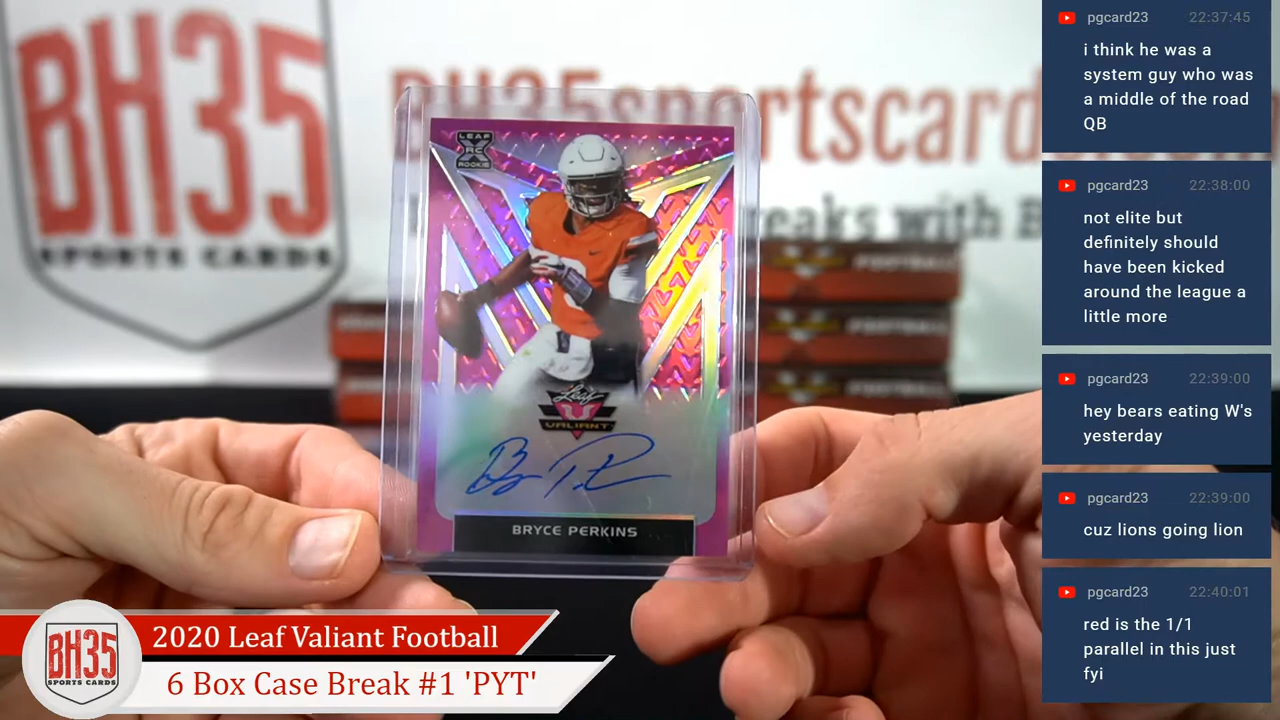 BH35
SPORTS CARDS
BH35sportscard
reaks with B
FOOTBALL
FOOTBALL
FOOTBALL
LEAF
RC
ROOKIE
Leaf
VALIANT
BRYCE PERKINS
BH35
SPORTS CARDS
2020 Leaf Valiant Football
6 Box Case Break #1 'PYT'
pgcard23 22:37:45
i think he was a
system guy who was
a middle of the road
QB
pgcard23 22:38:00
not elite but
definitely should
have been kicked
around the league a
little more
pgcard23 22:39:00
hey bears eating W's
yesterday
pgcard23 22:39:00
cuz lions going lion
pgcard23 22:40:01
red is the 1/1
parallel in this just
fyi